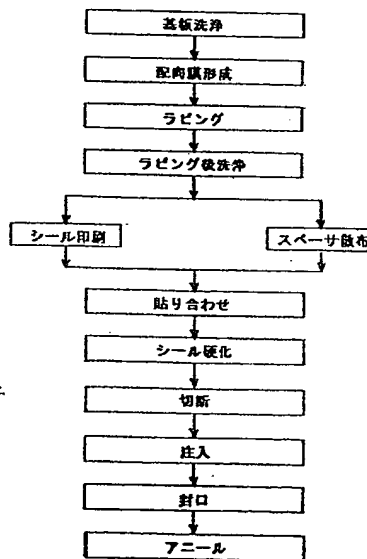 基板洗浄
配向膜形成
ラビング
ラビング後洗浄
シール印刷
スペーサ散布
貼り合わせ
シール硬化
切断
注入
封口
アニール